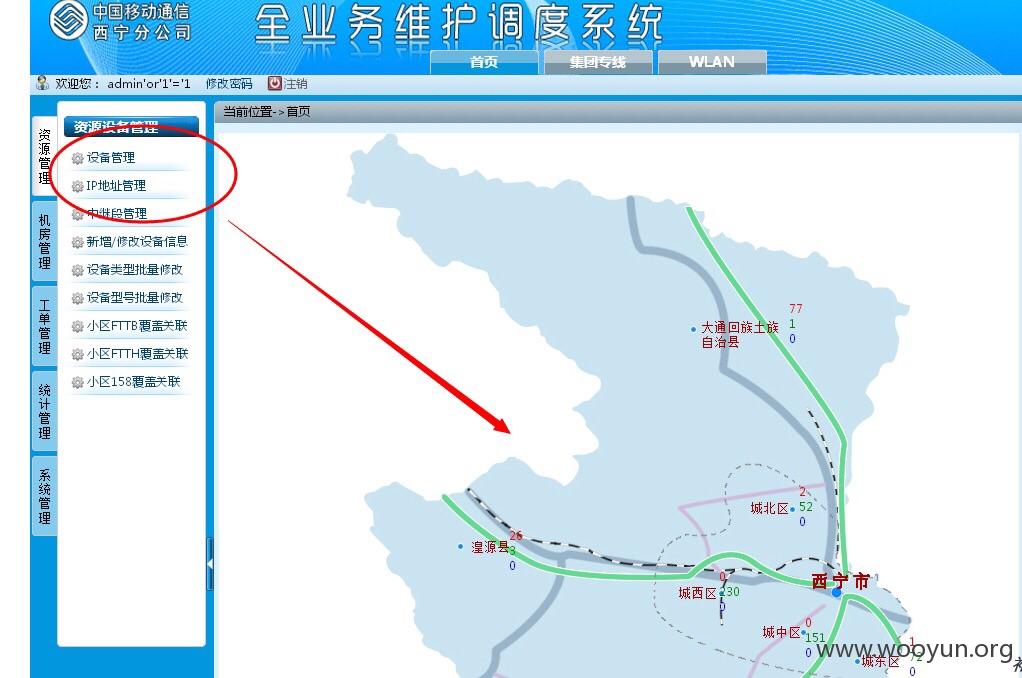 中国移动通信
西宁分公司
全业务维护调度系统
首页
集团专线
WLAN
欢迎您： admin'or'1'='1 修改密码 注销
当前位置->首页
资源管理
机房管理
工单管理
统计管理
系统管理
资源设备管理
设备管理
IP地址管理
中继段管理
新增/修改设备信息
设备类型批量修改
设备型号批量修改
小区FTTB覆盖关联
小区FTTH覆盖关联
小区158覆盖关联
77
大通回族土族
自治县
1
0
2
城北区
52
0
26
湟源县
3
0
西宁市
0
城西区
230
0
0
城中区
151
0
1
城东区
72
0
www.wooyun.org